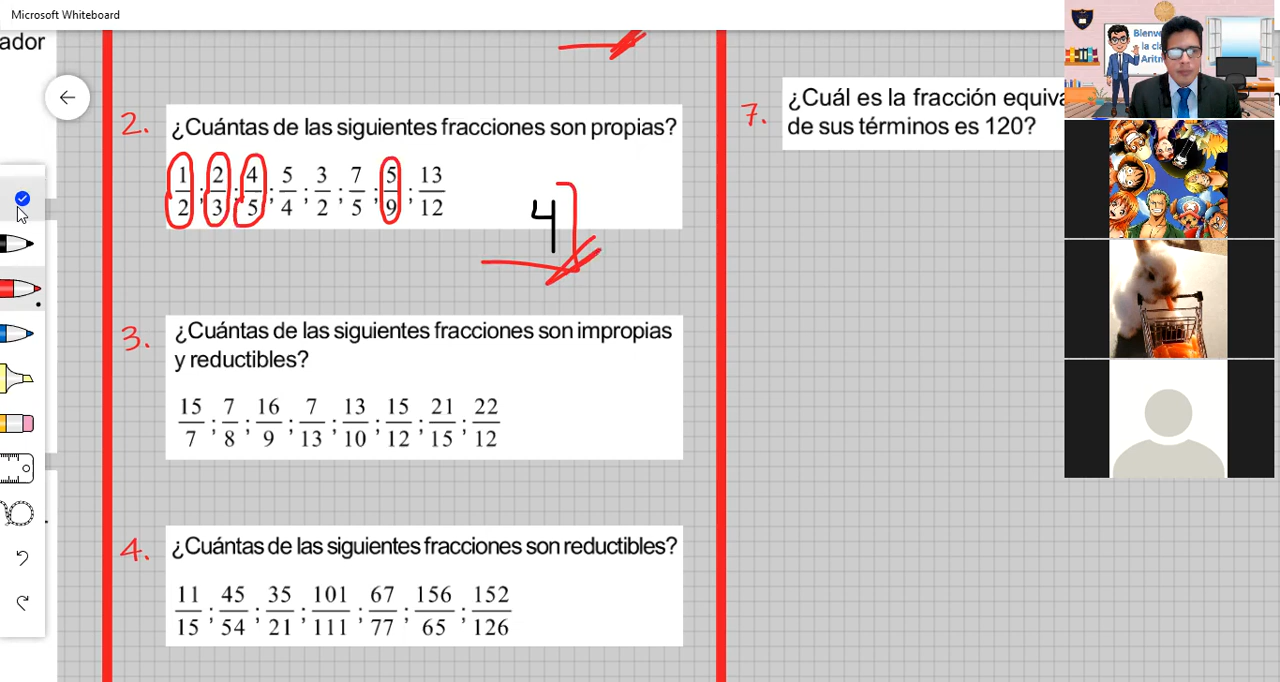 Microsoft Whiteboard
ador
2. ¿Cuántas de las siguientes fracciones son propias?
1/2 ; 2/3 ; 4/5 ; 5/4 ; 3/2 ; 7/5 ; 5/9 ; 13/12
4
3. ¿Cuántas de las siguientes fracciones son impropias
y reductibles?
15/7 ; 7/8 ; 16/9 ; 7/13 ; 13/10 ; 15/12 ; 21/15 ; 22/12
4. ¿Cuántas de las siguientes fracciones son reductibles?
11/15 ; 45/54 ; 35/21 ; 101/111 ; 67/77 ; 156/65 ; 152/126
7. ¿Cuál es la fracción equiva
de sus términos es 120?
Bienve
la cla
Aritm